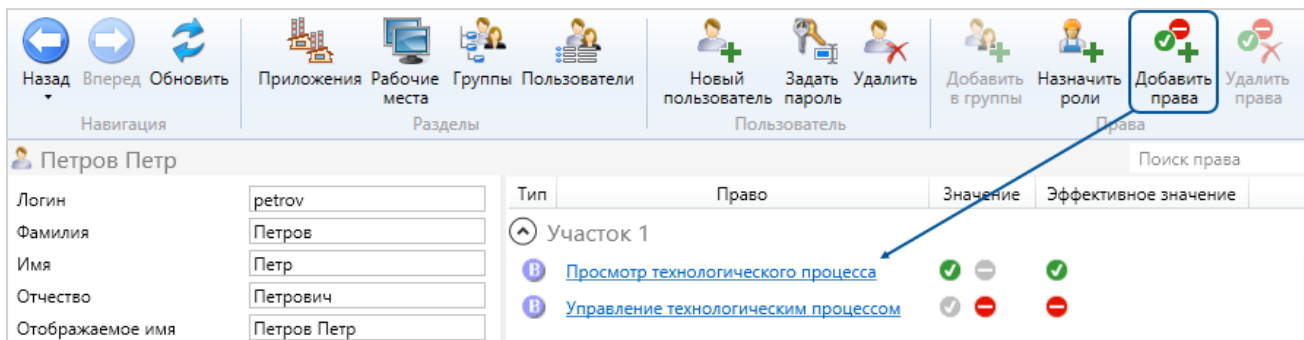 Назад Вперед Обновить Приложения Рабочие места Группы Пользователи Новый пользователь Задать пароль Удалить Добавить в группы Назначить роли Добавить права Удалить права
Навигация Разделы Пользователь Права
Петров Петр Поиск права
Логин petrov Тип Право Значение Эффективное значение
Фамилия Петров Участок 1
Имя Петр B Просмотр технологического процесса
Отчество Петрович B Управление технологическим процессом
Отображаемое имя Петров Петр